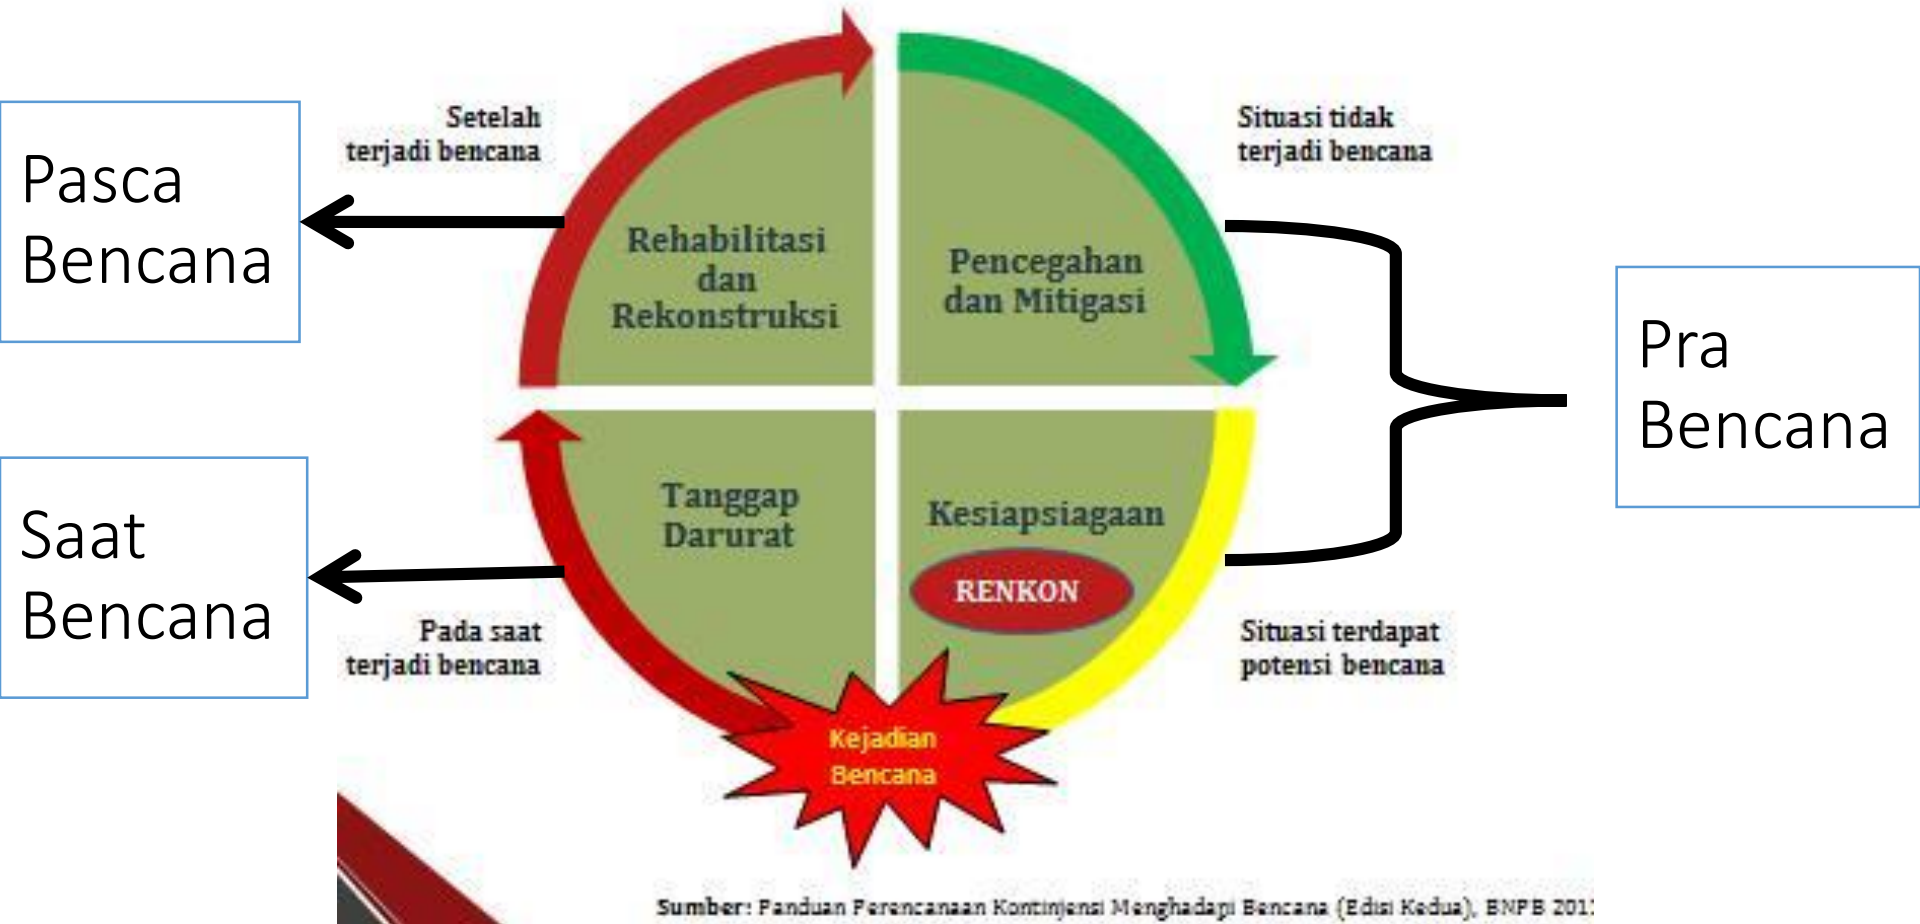 Setelah
terjadi bencana
Situasi tidak
terjadi bencana
Pasca
Bencana
Rehabilitasi
dan
Rekonstruksi
Pencegahan
dan Mitigasi
Pra
Bencana
Saat
Bencana
Tanggap
Darurat
Kesiapsiagaan
RENKON
Pada saat
terjadi bencana
Situasi terdapat
potensi bencana
Kejadian
Bencana
Sumber: Panduan Perencanaan Kontinjensi Menghadapi Bencana (Edisi Kedua), BNPB